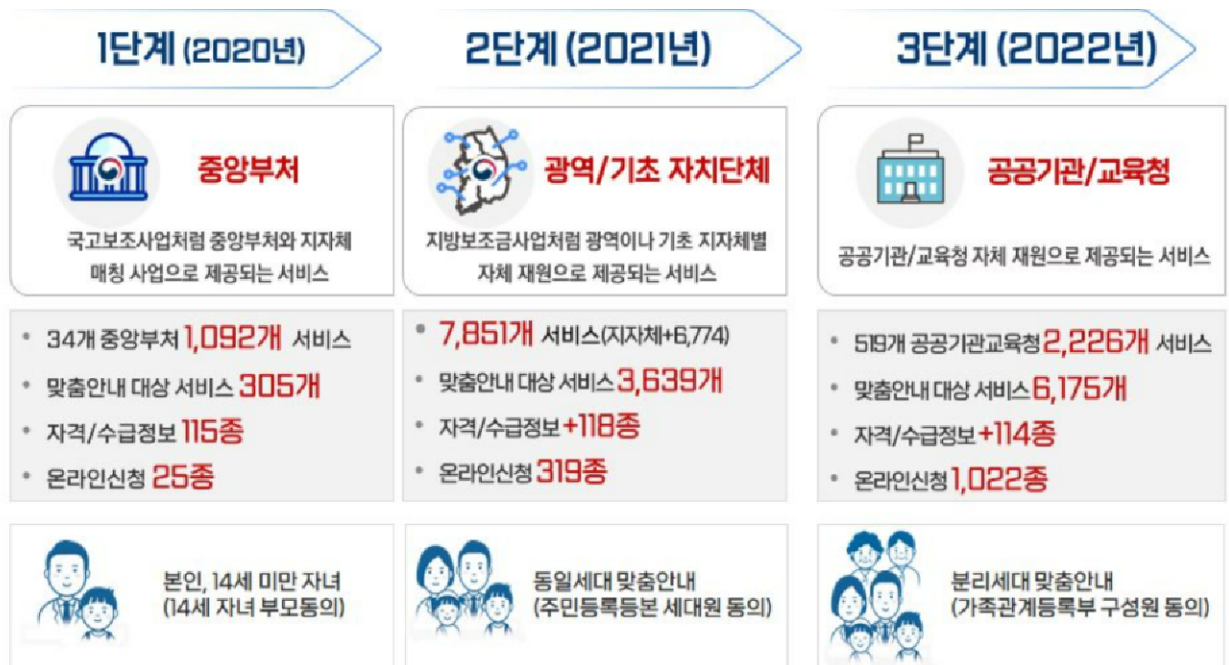 1단계 (2020년)
2단계 (2021년)
3단계 (2022년)
중앙부처
국고보조사업처럼 중앙부처와 지자체
매칭 사업으로 제공되는 서비스
광역/기초 자치단체
지방보조금사업처럼 광역이나 기초 지자체별
자체 재원으로 제공되는 서비스
공공기관/교육청
공공기관/교육청 자체 재원으로 제공되는 서비스
• 34개 중앙부처 1,092개 서비스
• 맞춤안내 대상 서비스 305개
• 자격/수급정보 115종
• 온라인신청 25종
• 7,851개 서비스(지자체+6,774)
• 맞춤안내 대상 서비스 3,639개
• 자격/수급정보 +118종
• 온라인신청 319종
• 519개 공공기관교육청 2,226개 서비스
• 맞춤안내 대상 서비스 6,175개
• 자격/수급정보 +114종
• 온라인신청 1,022종
본인, 14세 미만 자녀
(14세 자녀 부모동의)
동일세대 맞춤안내
(주민등록등본 세대원 동의)
분리세대 맞춤안내
(가족관계등록부 구성원 동의)